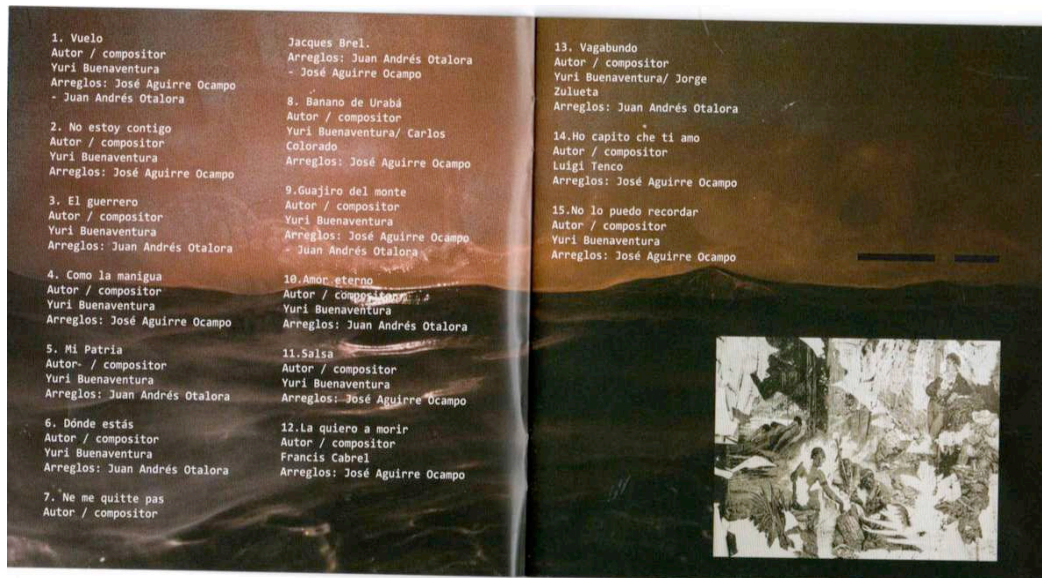 1. Vuelo
Autor / compositor
Yuri Buenaventura
Arreglos: José Aguirre Ocampo
- Juan Andrés Otalora
2. No estoy contigo
Autor / compositor
Yuri Buenaventura
Arreglos: José Aguirre Ocampo
3. El guerrero
Autor / compositor
Yuri Buenaventura
Arreglos: Juan Andrés Otalora
4. Como la manigua
Autor / compositor
Yuri Buenaventura
Arreglos: José Aguirre Ocampo
5. Mi Patria
Autor- / compositor
Yuri Buenaventura
Arreglos: Juan Andrés Otalora
6. Dónde estás
Autor / compositor
Yuri Buenaventura
Arreglos: Juan Andrés Otalora
7. Ne me quitte pas
Autor / compositor
Jacques Brel.
Arreglos: Juan Andrés Otalora
- José Aguirre Ocampo
8. Banano de Urabá
Autor / compositor
Yuri Buenaventura/ Carlos
Colorado
Arreglos: José Aguirre Ocampo
9.Guajiro del monte
Autor / compositor
Yuri Buenaventura
Arreglos: José Aguirre Ocampo
- Juan Andrés Otalora
10.Amor eterno
Autor / compositor
Yuri Buenaventura
Arreglos: Juan Andrés Otalora
11.Salsa
Autor / compositor
Yuri Buenaventura
Arreglos: José Aguirre Ocampo
12.La quiero a morir
Autor / compositor
Francis Cabrel
Arreglos: José Aguirre Ocampo
13. Vagabundo
Autor / compositor
Yuri Buenaventura/ Jorge
Zulueta
Arreglos: Juan Andrés Otalora
14.Ho capito che ti amo
Autor / compositor
Luigi Tenco
Arreglos: José Aguirre Ocampo
15.No lo puedo recordar
Autor / compositor
Yuri Buenaventura
Arreglos: José Aguirre Ocampo